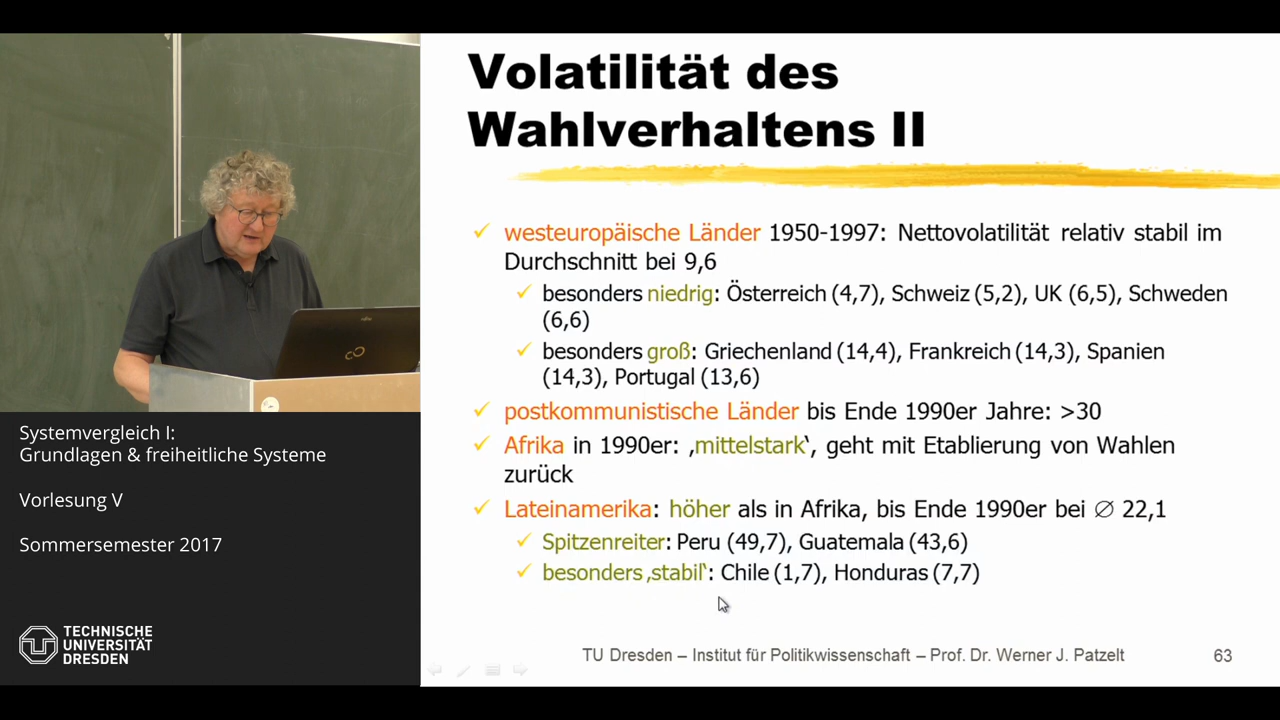 Volatilität des
Wahlverhaltens II
westeuropäische Länder 1950-1997: Nettovolatilität relativ stabil im
Durchschnitt bei 9,6
besonders niedrig: Österreich (4,7), Schweiz (5,2), UK (6,5), Schweden
(6,6)
besonders groß: Griechenland (14,4), Frankreich (14,3), Spanien
(14,3), Portugal (13,6)
postkommunistische Länder bis Ende 1990er Jahre: >30
Afrika in 1990er: ‚mittelstark‘, geht mit Etablierung von Wahlen
zurück
Lateinamerika: höher als in Afrika, bis Ende 1990er bei ∅ 22,1
Spitzenreiter: Peru (49,7), Guatemala (43,6)
besonders ‚stabil‘: Chile (1,7), Honduras (7,7)
TU Dresden – Institut für Politikwissenschaft – Prof. Dr. Werner J. Patzelt 63
Systemvergleich I:
Grundlagen & freiheitliche Systeme
Vorlesung V
Sommersemester 2017
TECHNISCHE
UNIVERSITÄT
DRESDEN